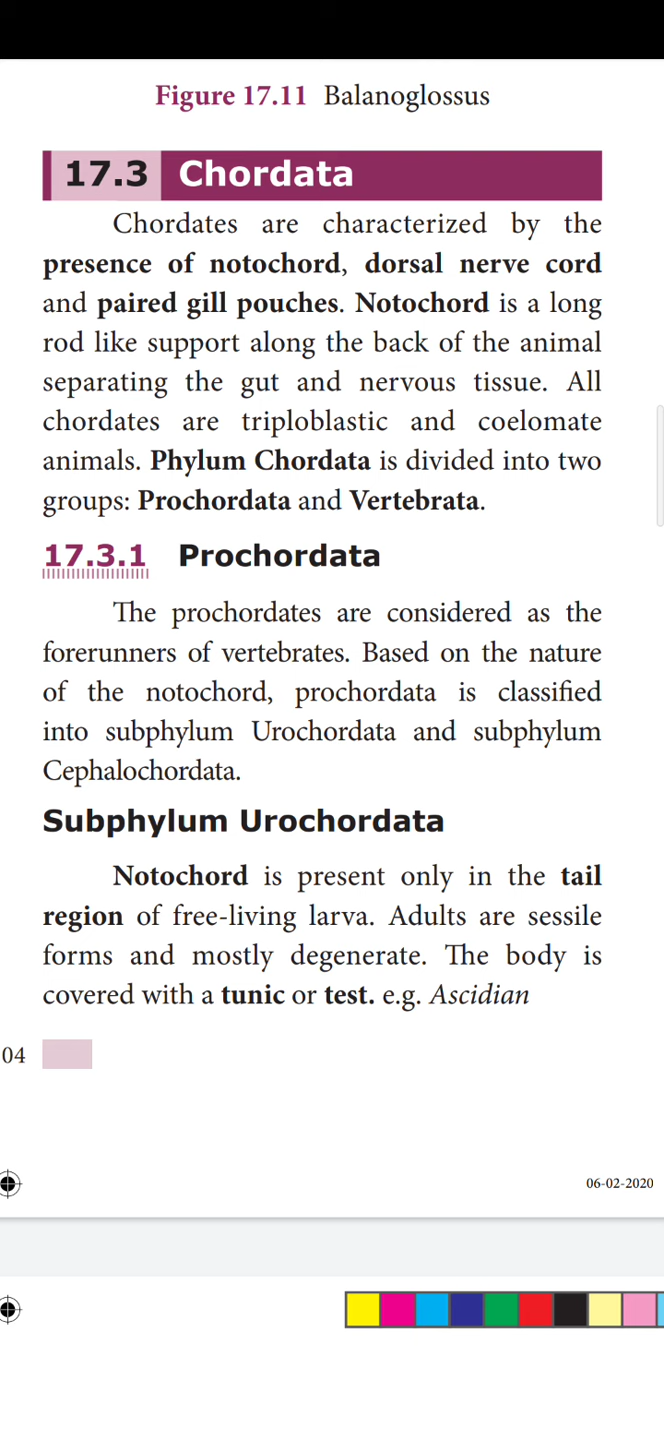 Figure 17.11 Balanoglossus
17.3 Chordata
Chordates are characterized by the
presence of notochord, dorsal nerve cord
and paired gill pouches. Notochord is a long
rod like support along the back of the animal
separating the gut and nervous tissue. All
chordates are triploblastic and coelomate
animals. Phylum Chordata is divided into two
groups: Prochordata and Vertebrata.
17.3.1 Prochordata
The prochordates are considered as the
forerunners of vertebrates. Based on the nature
of the notochord, prochordata is classified
into subphylum Urochordata and subphylum
Cephalochordata.
Subphylum Urochordata
Notochord is present only in the tail
region of free-living larva. Adults are sessile
forms and mostly degenerate. The body is
covered with a tunic or test. e.g. Ascidian
04
06-02-2020